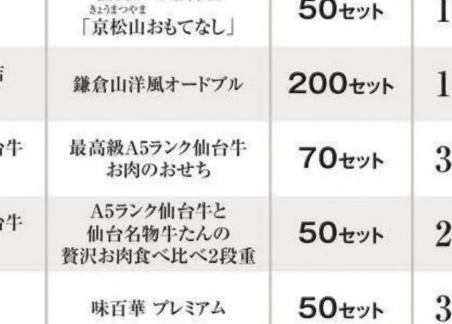 きょうまつやま
「京松山おもてなし」
50セット
1
鎌倉山洋風オードブル
200セット
1
台牛
最高級A5ランク仙台牛
お肉のおせち
70セット
3
台牛
A5ランク仙台牛と
仙台名物牛たんの
贅沢お肉食べ比べ2段重
50セット
2
味百華 プレミアム
50セット
3